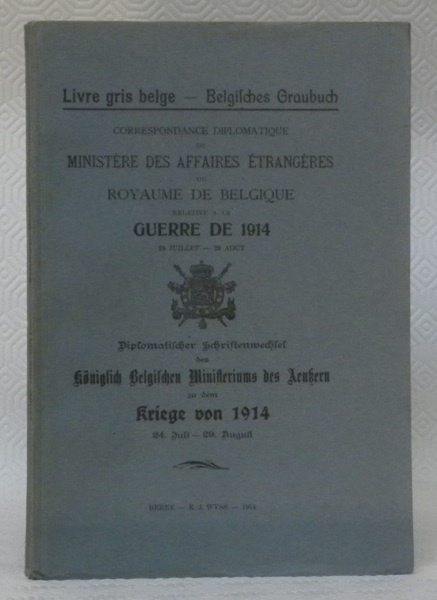 Livre gris belge — Belgiſches Graubuch
CORRESPONDANCE DIPLOMATIQUE
DU
MINISTÈRE DES AFFAIRES ÉTRANGÈRES
DU
ROYAUME DE BELGIQUE
RELATIVE A LA
GUERRE DE 1914
24 JUILLET — 29 AOUT
Diplomatiſcher Schriftenwechſel
des
Königlich Belgiſchen Miniſteriums des Aeußern
zu dem
Kriege von 1914
24. Juli — 29. Auguſt
BERNE — K. J. WYSS — 1914